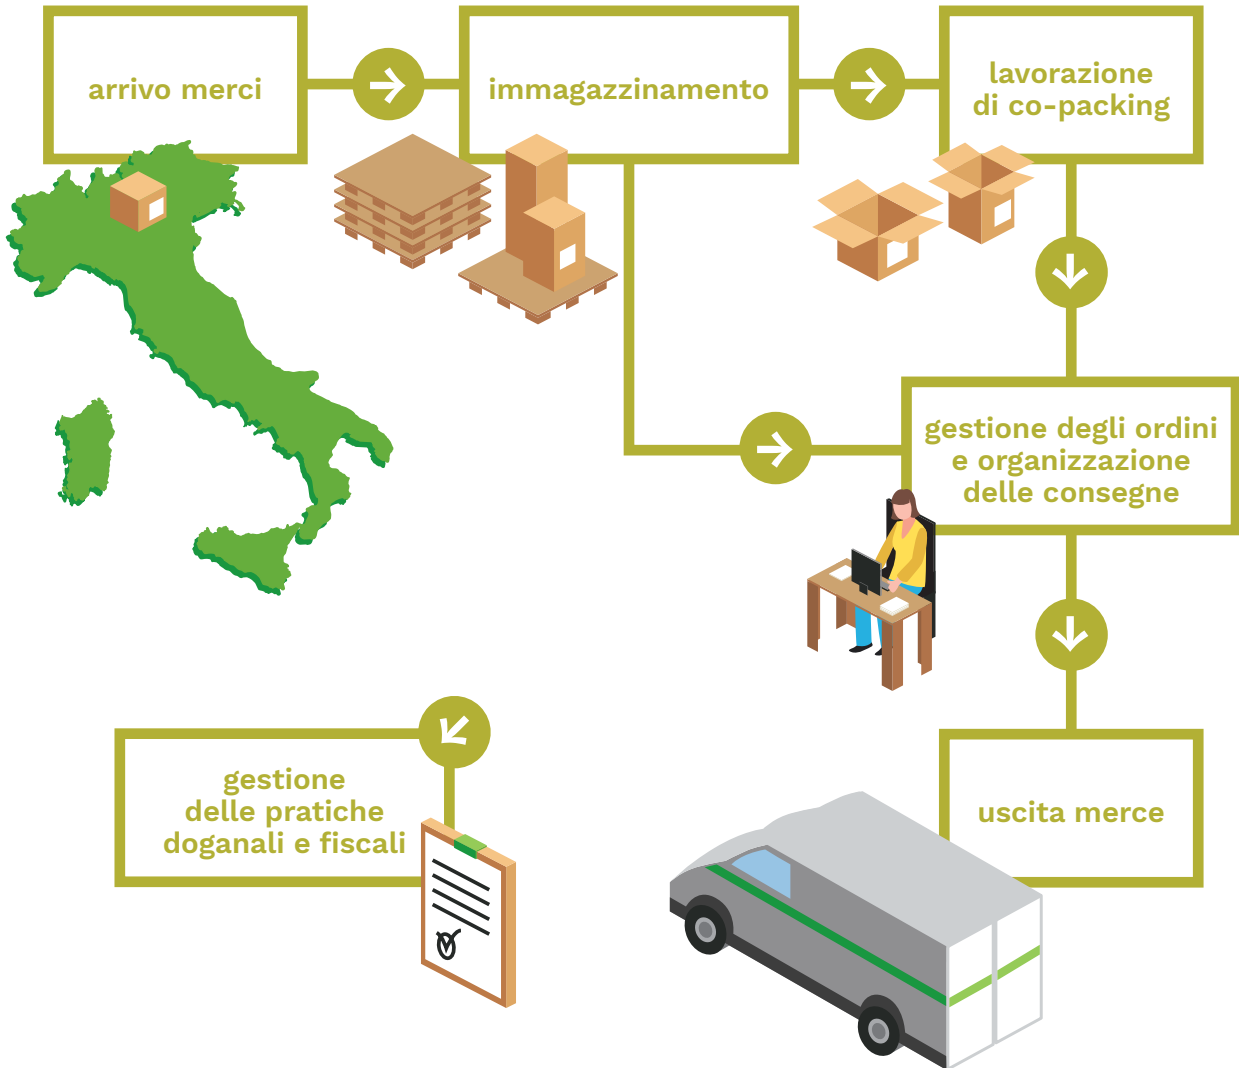 arrivo merci
immagazzinamento
lavorazione
di co-packing
gestione degli ordini
e organizzazione
delle consegne
gestione
delle pratiche
doganali e fiscali
uscita merce